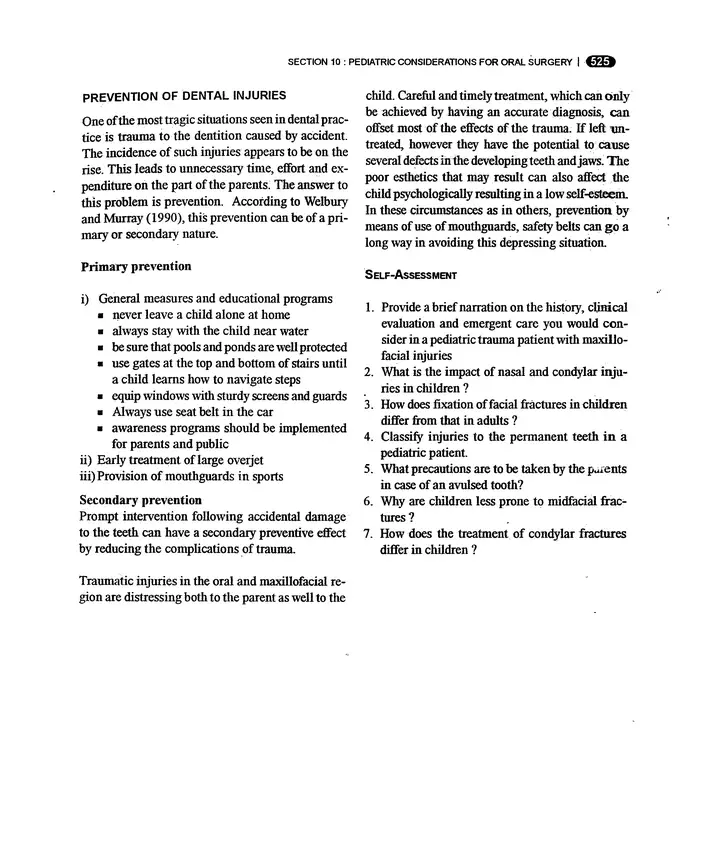 SECTION 10 : PEDIATRIC CONSIDERATIONS FOR ORAL SURGERY | 525
PREVENTION OF DENTAL INJURIES
One of the most tragic situations seen in dental prac-
tice is trauma to the dentition caused by accident.
The incidence of such injuries appears to be on the
rise. This leads to unnecessary time, effort and ex-
penditure on the part of the parents. The answer to
this problem is prevention. According to Welbury
and Murray (1990), this prevention can be of a pri-
mary or secondary nature.
Primary prevention
i) General measures and educational programs
■ never leave a child alone at home
■ always stay with the child near water
■ be sure that pools and ponds are well protected
■ use gates at the top and bottom of stairs until
a child learns how to navigate steps
■ equip windows with sturdy screens and guards
■ Always use seat belt in the car
■ awareness programs should be implemented
for parents and public
ii) Early treatment of large overjet
iii) Provision of mouthguards in sports
Secondary prevention
Prompt intervention following accidental damage
to the teeth can have a secondary preventive effect
by reducing the complications of trauma.
Traumatic injuries in the oral and maxillofacial re-
gion are distressing both to the parent as well to the
child. Careful and timely treatment, which can only
be achieved by having an accurate diagnosis, can
offset most of the effects of the trauma. If left un-
treated, however they have the potential to cause
several defects in the developing teeth and jaws. The
poor esthetics that may result can also affect the
child psychologically resulting in a low self-esteem.
In these circumstances as in others, prevention by
means of use of mouthguards, safety belts can go a
long way in avoiding this depressing situation.
SELF-ASSESSMENT
1. Provide a brief narration on the history, clinical
evaluation and emergent care you would con-
sider in a pediatric trauma patient with maxillo-
facial injuries
2. What is the impact of nasal and condylar inju-
ries in children ?
3. How does fixation of facial fractures in children
differ from that in adults ?
4. Classify injuries to the permanent teeth in a
pediatric patient.
5. What precautions are to be taken by the parents
in case of an avulsed tooth?
6. Why are children less prone to midfacial frac-
tures ?
7. How does the treatment of condylar fractures
differ in children ?